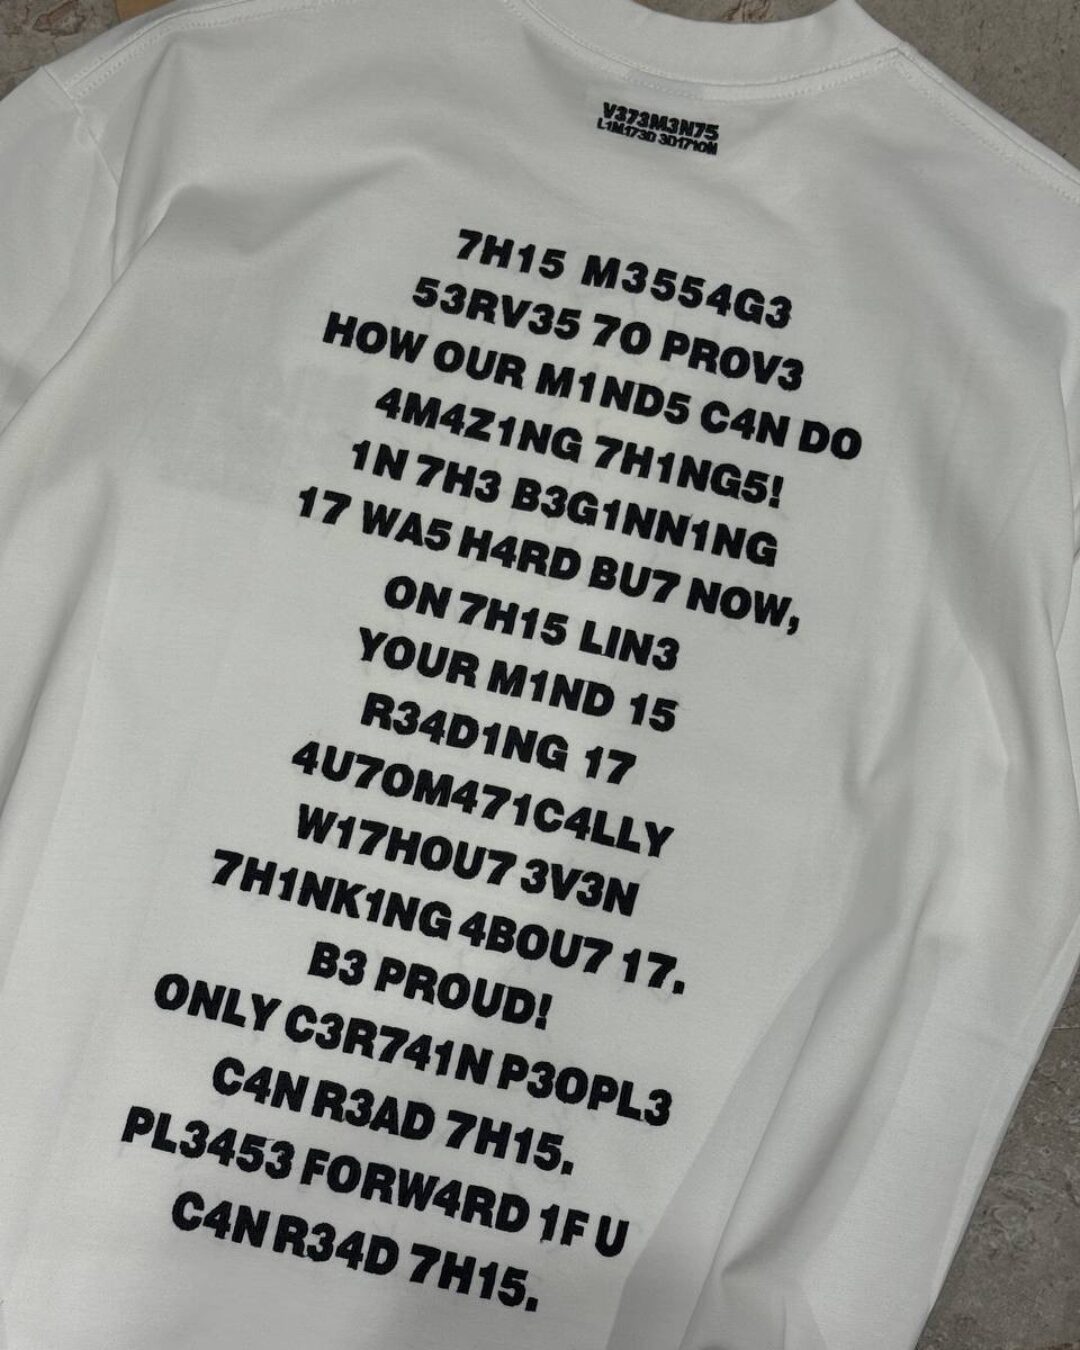 V373M3N75
L1M173D 3D1710N
7H15 M3554G3
53RV35 7O PROV3
HOW OUR M1ND5 C4N DO
4M4Z1NG 7H1NG5!
1N 7H3 B3G1NN1NG
17 WA5 H4RD BU7 NOW,
ON 7H15 LIN3
YOUR M1ND 15
R34D1NG 17
4U7OM471C4LLY
W17HOU7 3V3N
7H1NK1NG 4BOU7 17.
B3 PROUD!
ONLY C3R741N P3OPL3
C4N R3AD 7H15.
PL3453 FORW4RD 1F U
C4N R34D 7H15.